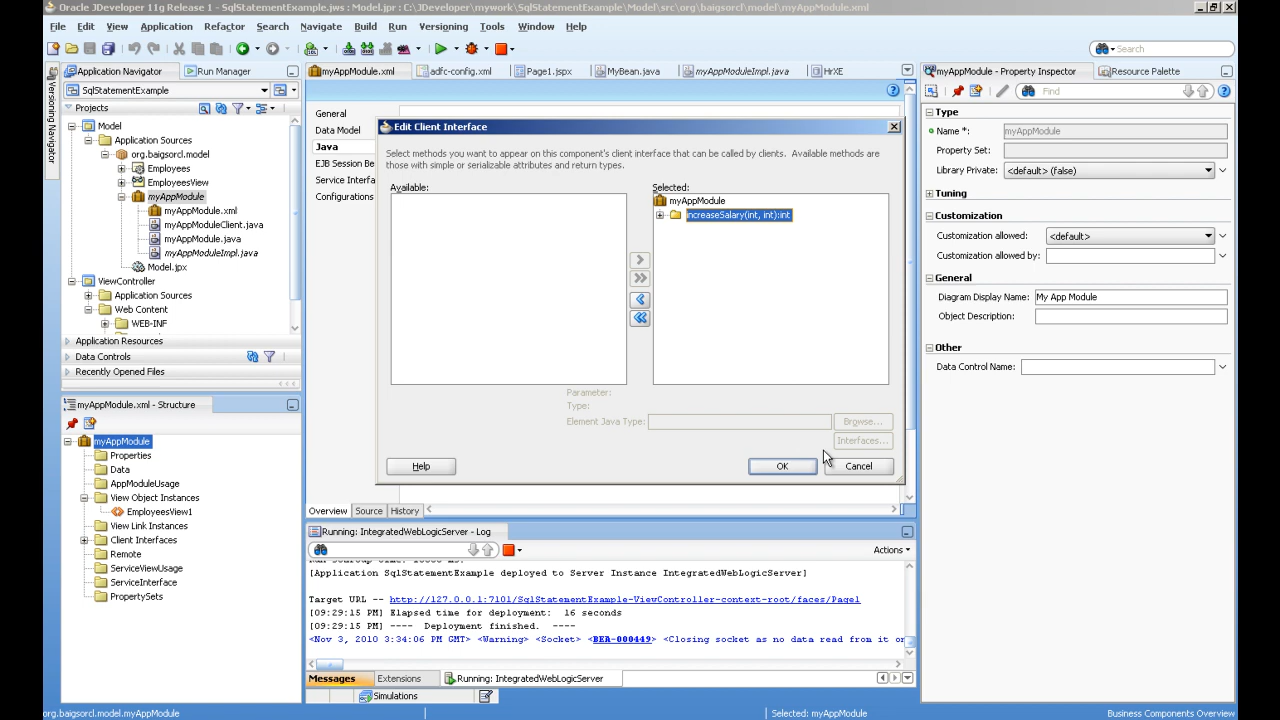 Oracle JDeveloper 11g Release 1 - SqlStatementExample.jws : Model.jpr : C:\JDeveloper\mywork\SqlStatementExample\Model\src\org\baigsorcl\model\myAppModule.xml
File Edit View Application Refactor Search Navigate Build Run Versioning Tools Window Help
Search
Versioning Navigator
Application Navigator
Run Manager
SqlStatementExample
Projects
Model
Application Sources
org.baigsorcl.model
Employees
EmployeesView
myAppModule
myAppModule.xml
myAppModuleClient.java
myAppModule.java
myAppModuleImpl.java
Model.jpx
ViewController
Application Sources
Web Content
WEB-INF
Application Resources
Data Controls
Recently Opened Files
myAppModule.xml - Structure
myAppModule
Properties
Data
AppModuleUsage
View Object Instances
EmployeesView1
View Link Instances
Client Interfaces
Remote
ServiceViewUsage
ServiceInterface
PropertySets
myAppModule.xml adfc-config.xml Page1.jspx MyBean.java myAppModuleImpl.java HrXE
General
Data Model
Java
EJB Session Be
Service Interfa
Configurations
Edit Client Interface
Select methods you want to appear on this component's client interface that can be called by clients. Available methods are
those with simple or serializable attributes and return types.
Available:
Selected:
myAppModule
increaseSalary(int, int):int
Parameter:
Type:
Element Java Type:
Browse...
Interfaces...
Help
OK
Cancel
Overview Source History
Running: IntegratedWebLogicServer - Log
Actions
[Application SqlStatementExample deployed to Server Instance IntegratedWebLogicServer]
Target URL -- http://127.0.0.1:7101/SqlStatementExample-ViewController-context-root/faces/Page1
[09:29:15 PM] Elapsed time for deployment: 16 seconds
[09:29:15 PM] ---- Deployment finished. ----
<Nov 3, 2010 3:34:06 PM GMT> <Warning> <Socket> <BEA-000449> <Closing socket as no data read from it on
Messages Extensions Running: IntegratedWebLogicServer
Simulations
myAppModule - Property Inspector
Resource Palette
Find
Type
Name *: myAppModule
Property Set:
Library Private: <default> (false)
Tuning
Customization
Customization allowed: <default>
Customization allowed by:
General
Diagram Display Name: My App Module
Object Description:
Other
Data Control Name:
org.baigsorcl.model.myAppModule
Selected: myAppModule
Business Components Overview